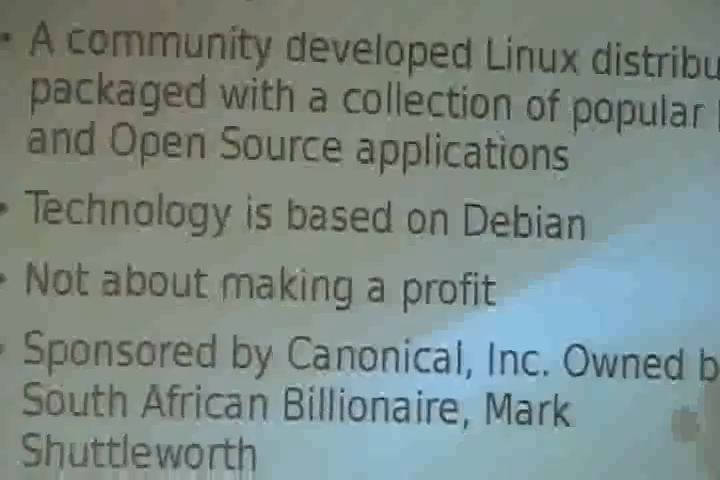 • A community developed Linux distribu
packaged with a collection of popular
and Open Source applications
• Technology is based on Debian
• Not about making a profit
• Sponsored by Canonical, Inc. Owned b
South African Billionaire, Mark
Shuttleworth